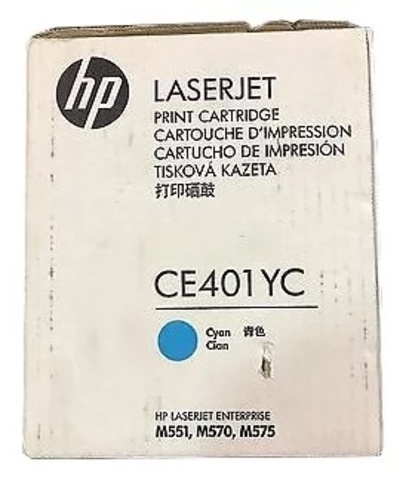 hp
LASERJET
PRINT CARTRIDGE
CARTOUCHE D'IMPRESSION
CARTUCHO DE IMPRESIÓN
TISKOVÁ KAZETA
打印硒鼓
CE401YC
Cyan 青色
Cian
HP LASERJET ENTERPRISE
M551, M570, M575